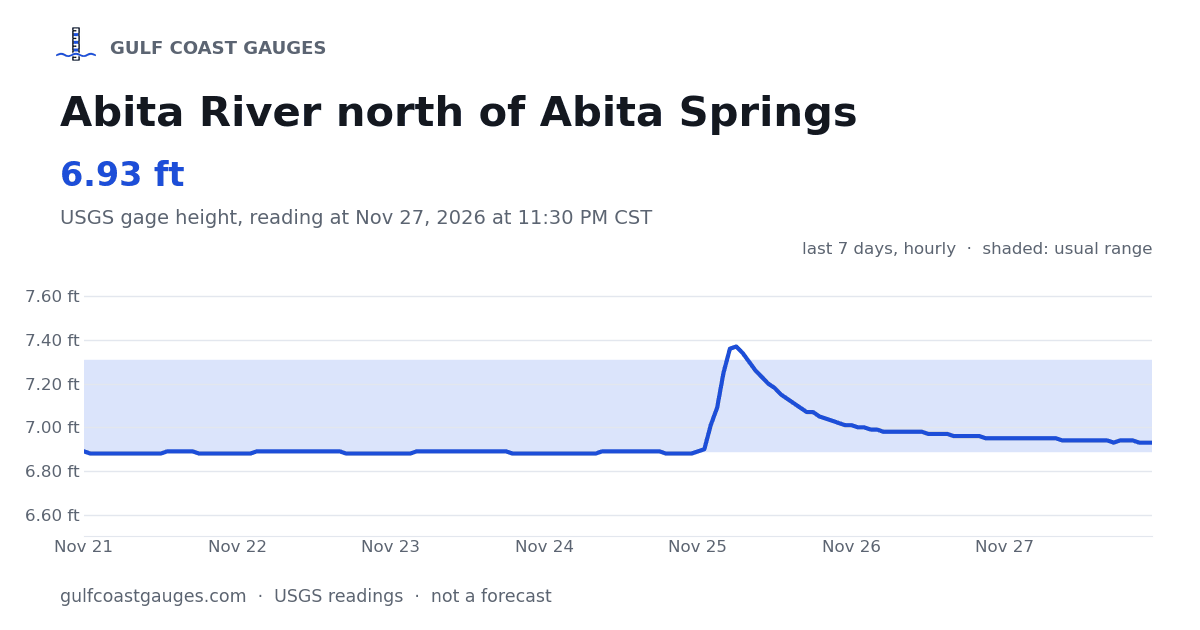 GULF COAST GAUGES
Abita River north of Abita Springs
6.93 ft
USGS gage height, reading at Nov 27, 2026 at 11:30 PM CST
last 7 days, hourly · shaded: usual range
7.60 ft
7.40 ft
7.20 ft
7.00 ft
6.80 ft
6.60 ft
Nov 21 Nov 22 Nov 23 Nov 24 Nov 25 Nov 26 Nov 27
gulfcoastgauges.com · USGS readings · not a forecast